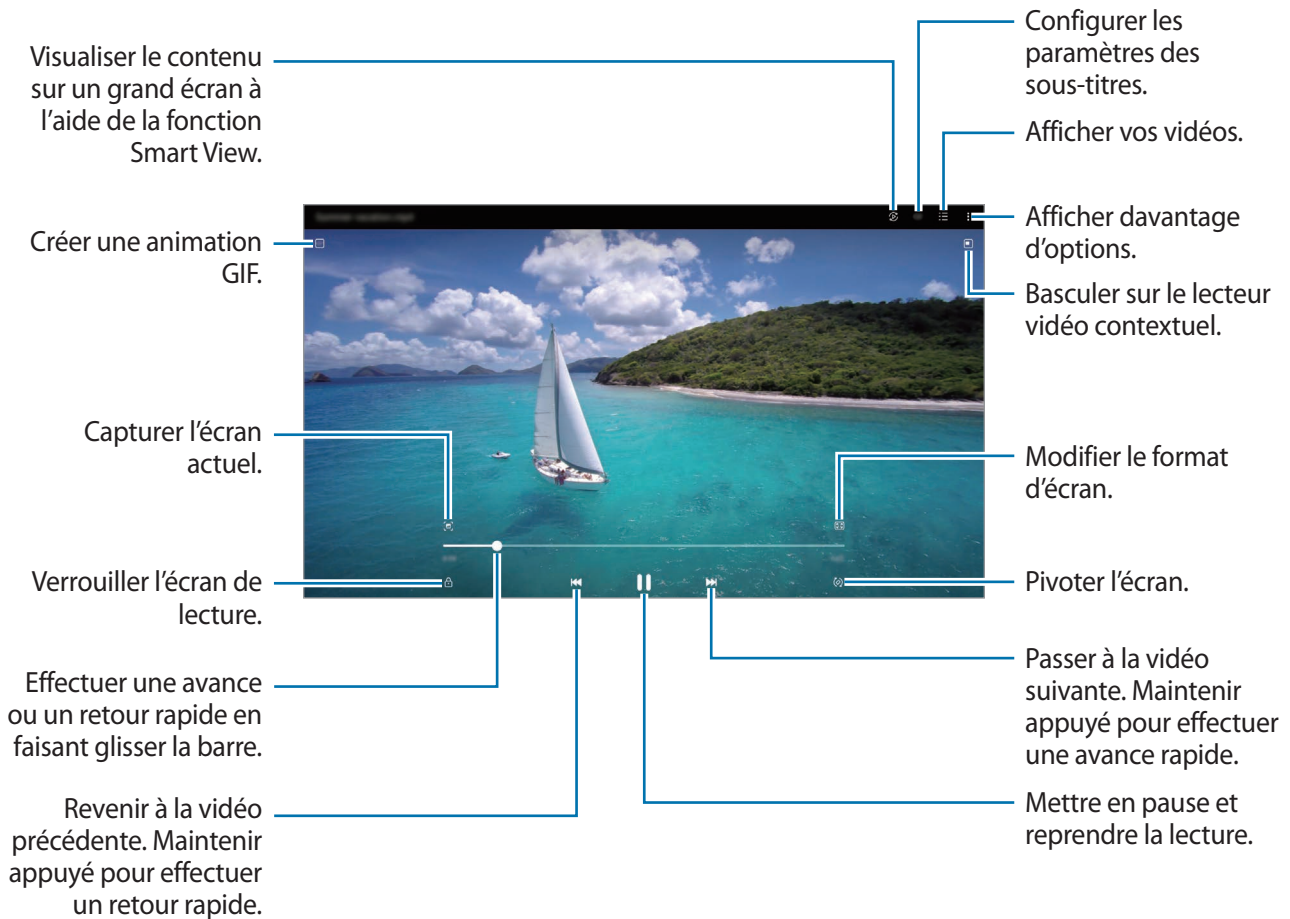 Visualiser le contenu
sur un grand écran à
l'aide de la fonction
Smart View.
Créer une animation
GIF.
Capturer l'écran
actuel.
Verrouiller l'écran de
lecture.
Effectuer une avance
ou un retour rapide en
faisant glisser la barre.
Revenir à la vidéo
précédente. Maintenir
appuyé pour effectuer
un retour rapide.
Configurer les
paramètres des
sous-titres.
Afficher vos vidéos.
Afficher davantage
d'options.
Basculer sur le lecteur
vidéo contextuel.
Modifier le format
d'écran.
Pivoter l'écran.
Passer à la vidéo
suivante. Maintenir
appuyé pour effectuer
une avance rapide.
Mettre en pause et
reprendre la lecture.